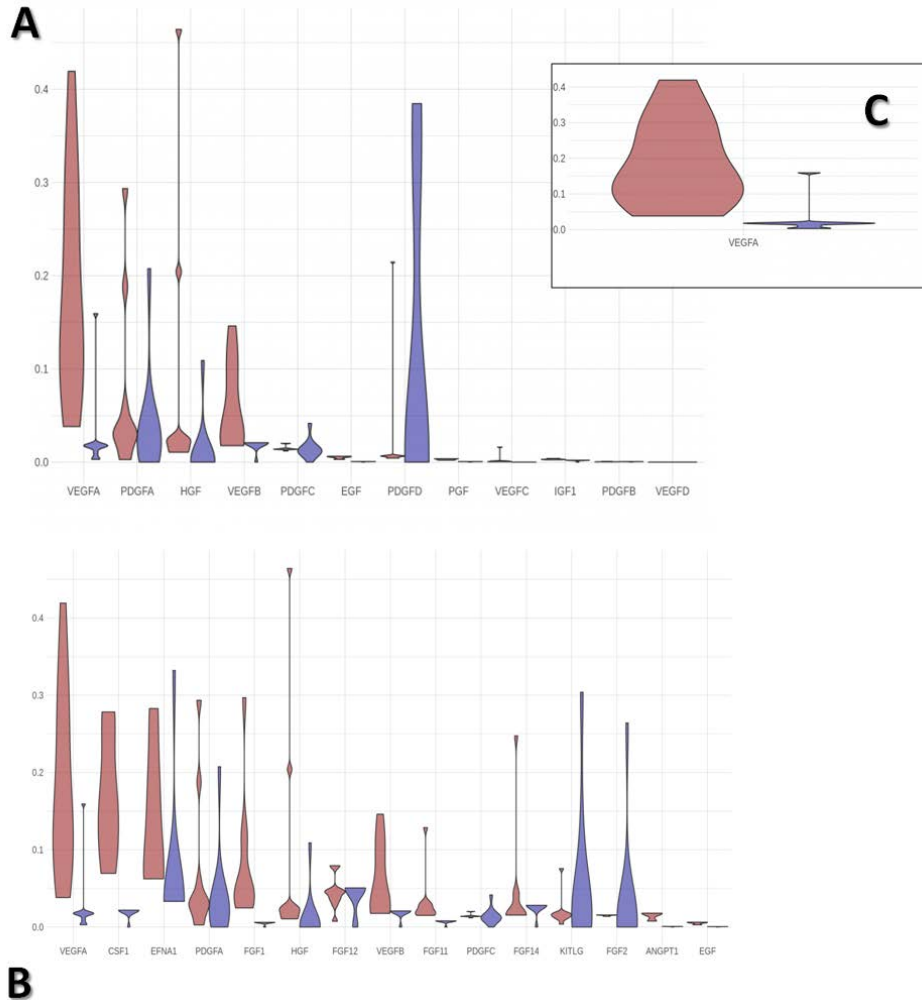 A
0.4
0.3
0.2
0.1
0.0
VEGFA PDGFA HGF VEGFB PDGFC EGF PDGFD PGF VEGFC IGF1 PDGFB VEGFD
C
0.4
0.3
0.2
0.1
0.0
VEGFA
0.4
0.3
0.2
0.1
0.0
VEGFA CSF1 EFNA1 PDGFA FGF1 HGF FGF12 VEGFB FGF11 PDGFC FGF14 KITLG FGF2 ANGPT1 EGF
B